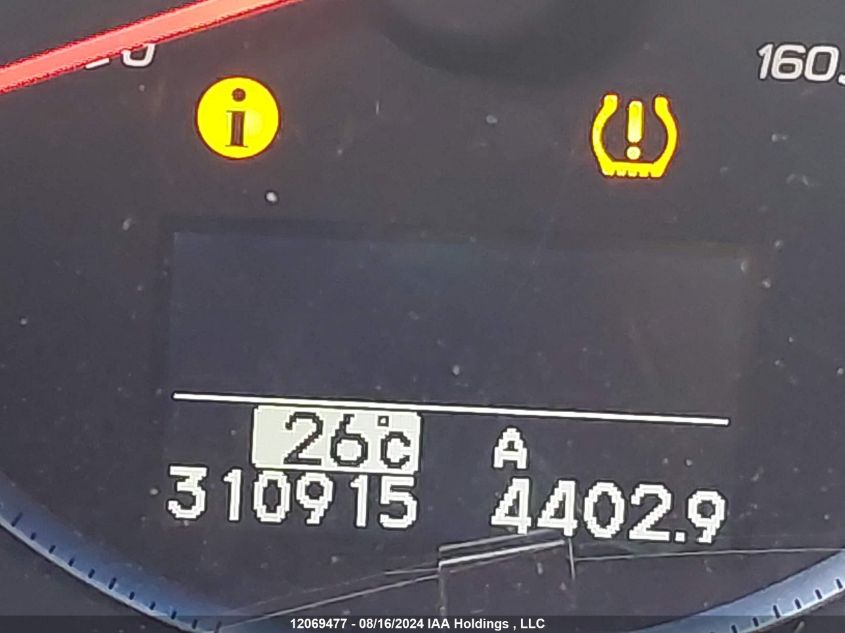 160
i
!
26°c A
310915 4402.9
12069477 - 08/16/2024 IAA Holdings , LLC